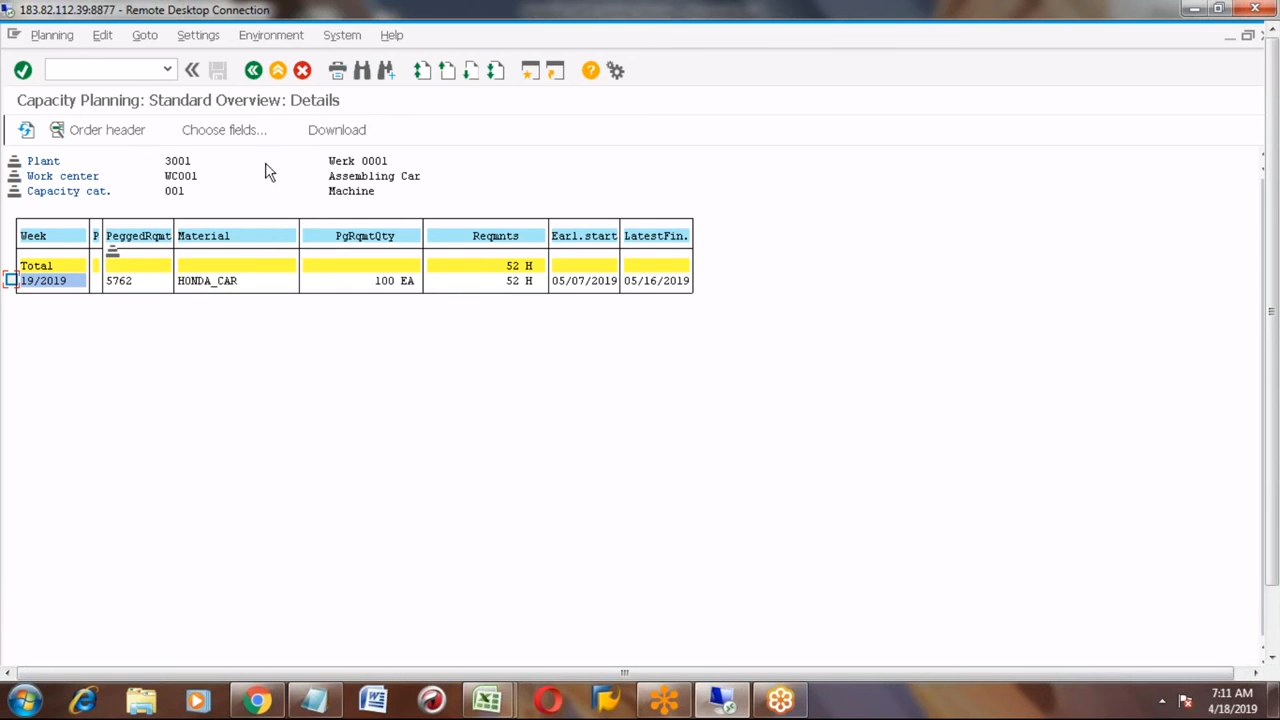 183.82.112.39:8877 - Remote Desktop Connection
Planning Edit Goto Settings Environment System Help
Capacity Planning: Standard Overview: Details
Order header Choose fields... Download
Plant 3001 Werk 0001
Work center WC001 Assembling Car
Capacity cat. 001 Machine
Week P PeggedRqmt Material PgRqmtQty Reqmnts Earl.start LatestFin.
Total 52 H
19/2019 5762 HONDA_CAR 100 EA 52 H 05/07/2019 05/16/2019
7:11 AM
4/18/2019